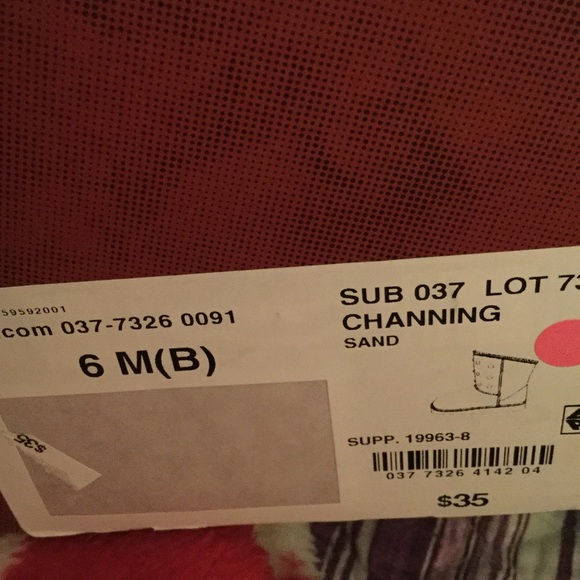 59592001
.com 037-7326 0091
6 M(B)
SUB 037 LOT 73
CHANNING
SAND
SUPP. 19963-8
037 7326 4142 04
$35